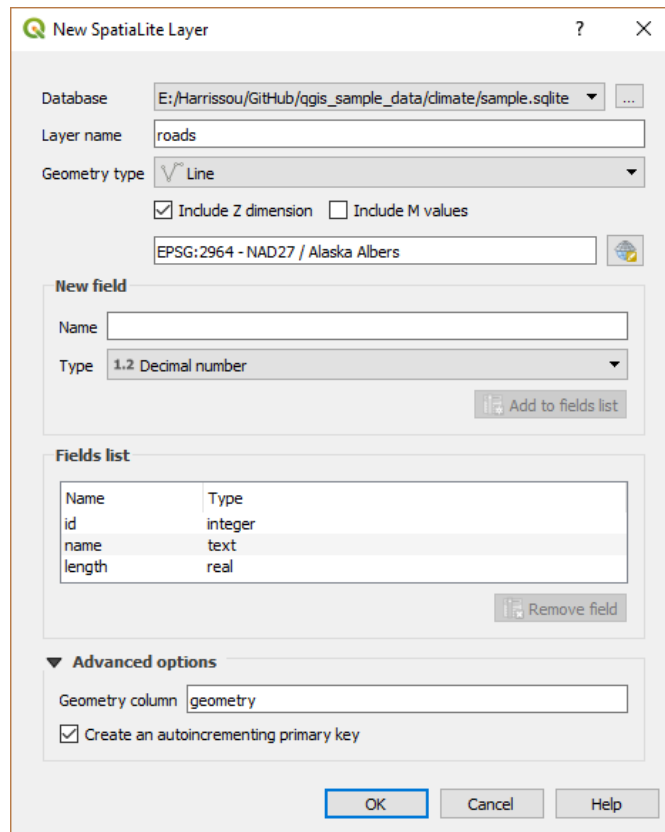 New SpatiaLite Layer ? ×
Database E:/Harrissou/GitHub/qgis_sample_data/climate/sample.sqlite ...
Layer name roads
Geometry type Line
Include Z dimension Include M values
EPSG:2964 - NAD27 / Alaska Albers
New field
Name
Type 1.2 Decimal number
Add to fields list
Fields list
Name Type
id integer
name text
length real
Remove field
Advanced options
Geometry column geometry
Create an autoincrementing primary key
OK Cancel Help